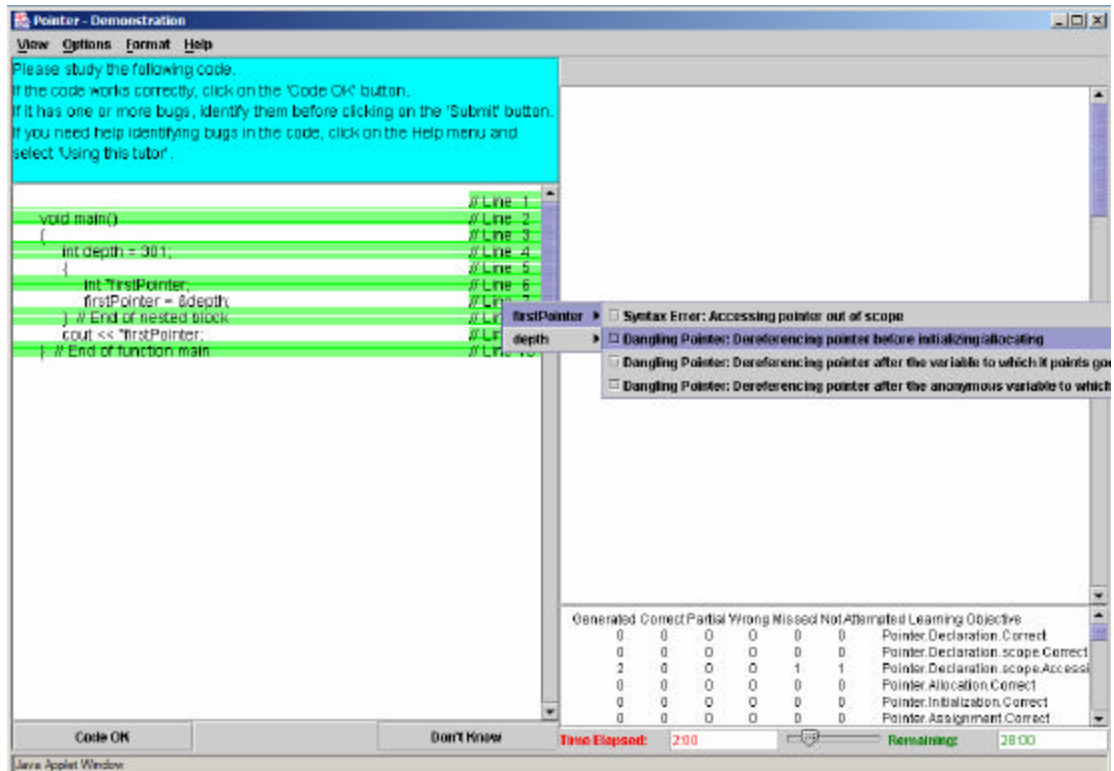 Pointer - Demonstration
View Options Format Help
Please study the following code.
If the code works correctly, click on the 'Code OK' button.
If it has one or more bugs, identify them before clicking on the 'Submit' button.
If you need help identifying bugs in the code, click on the Help menu and
select 'Using this tutor'.
// Line 1
void main() // Line 2
{ // Line 3
int depth = 301; // Line 4
{ // Line 5
int *firstPointer; // Line 6
firstPointer = &depth; // Line 7
} // End of nested block // Lin
cout << *firstPointer; // Lin
} // End of function main // Line 10
firstPointer
depth
Syntax Error: Accessing pointer out of scope
Dangling Pointer: Dereferencing pointer before initializing/allocating
Dangling Pointer: Dereferencing pointer after the variable to which it points goe
Dangling Pointer: Dereferencing pointer after the anonymous variable to which
Generated Correct Partial Wrong Missed Not Attempted Learning Objective
0 0 0 0 0 0 Pointer.Declaration.Correct
0 0 0 0 0 0 Pointer.Declaration.scope.Correct
2 0 0 0 1 1 Pointer.Declaration.scope.Accessi
0 0 0 0 0 0 Pointer.Allocation.Correct
0 0 0 0 0 0 Pointer.Initialization.Correct
0 0 0 0 0 0 Pointer.Assignment.Correct
Code OK Don't Know Time Elapsed: 2:00 Remaining: 28:00
Java Applet Window